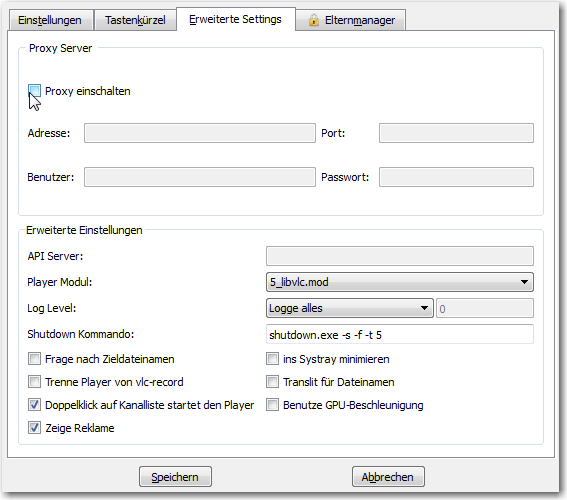 Einstellungen Tastenkürzel Erweiterte Settings Elternmanager
Proxy Server
Proxy einschalten
Adresse: Port:
Benutzer: Passwort:
Erweiterte Einstellungen
API Server:
Player Modul: 5_libvlc.mod
Log Level: Logge alles 0
Shutdown Kommando: shutdown.exe -s -f -t 5
Frage nach Zieldateinamen ins Systray minimieren
Trenne Player von vlc-record Translit für Dateinamen
Doppelklick auf Kanalliste startet den Player Benutze GPU-Beschleunigung
Zeige Reklame
Speichern Abbrechen